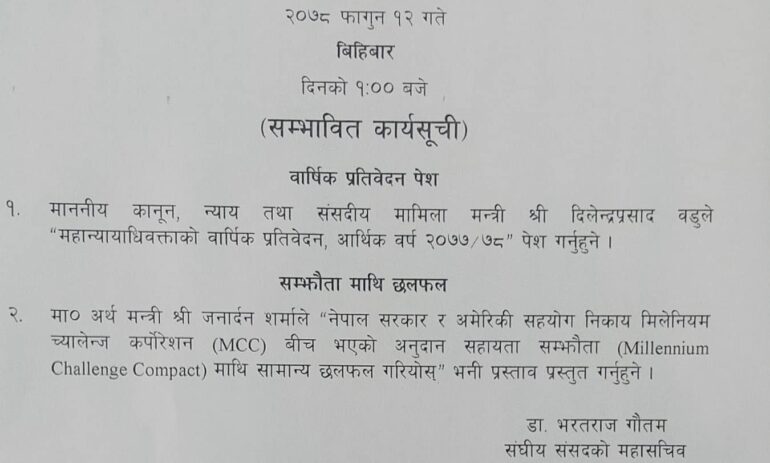 २०७८ फागुन १२ गते
बिहिबार
दिनको १:०० बजे
(सम्भावित कार्यसूची)
वार्षिक प्रतिवेदन पेश
१. माननीय कानून, न्याय तथा संसदीय मामिला मन्त्री श्री दिलेन्द्रप्रसाद वडुले
“महान्यायाधिवक्ताको वार्षिक प्रतिवेदन, आर्थिक वर्ष २०७७/७८” पेश गर्नुहुने ।
सम्झौता माथि छलफल
२. मा० अर्थ मन्त्री श्री जनार्दन शर्माले “नेपाल सरकार र अमेरिकी सहयोग निकाय मिलेनियम
च्यालेन्ज कर्पोरेशन (MCC) बीच भएको अनुदान सहायता सम्झौता (Millennium
Challenge Compact) माथि सामान्य छलफल गरियोस्” भनी प्रस्ताव प्रस्तुत गर्नुहुने ।
डा. भरतराज गौतम
संघीय संसदको महासचिव